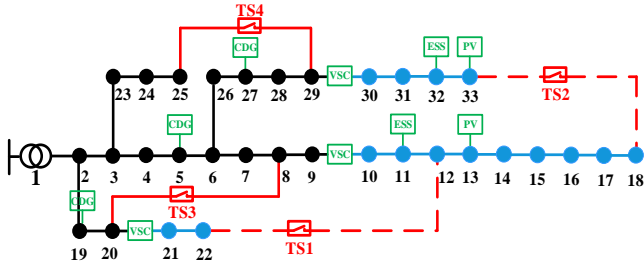 TS4
CDG
ESS
PV
VSC
TS2
23 24 25 26 27 28 29 30 31 32 33
CDG
ESS
PV
VSC
1 2 3 4 5 6 7 8 9 10 11 12 13 14 15 16 17 18
TS3
CDG
VSC
TS1
19 20 21 22